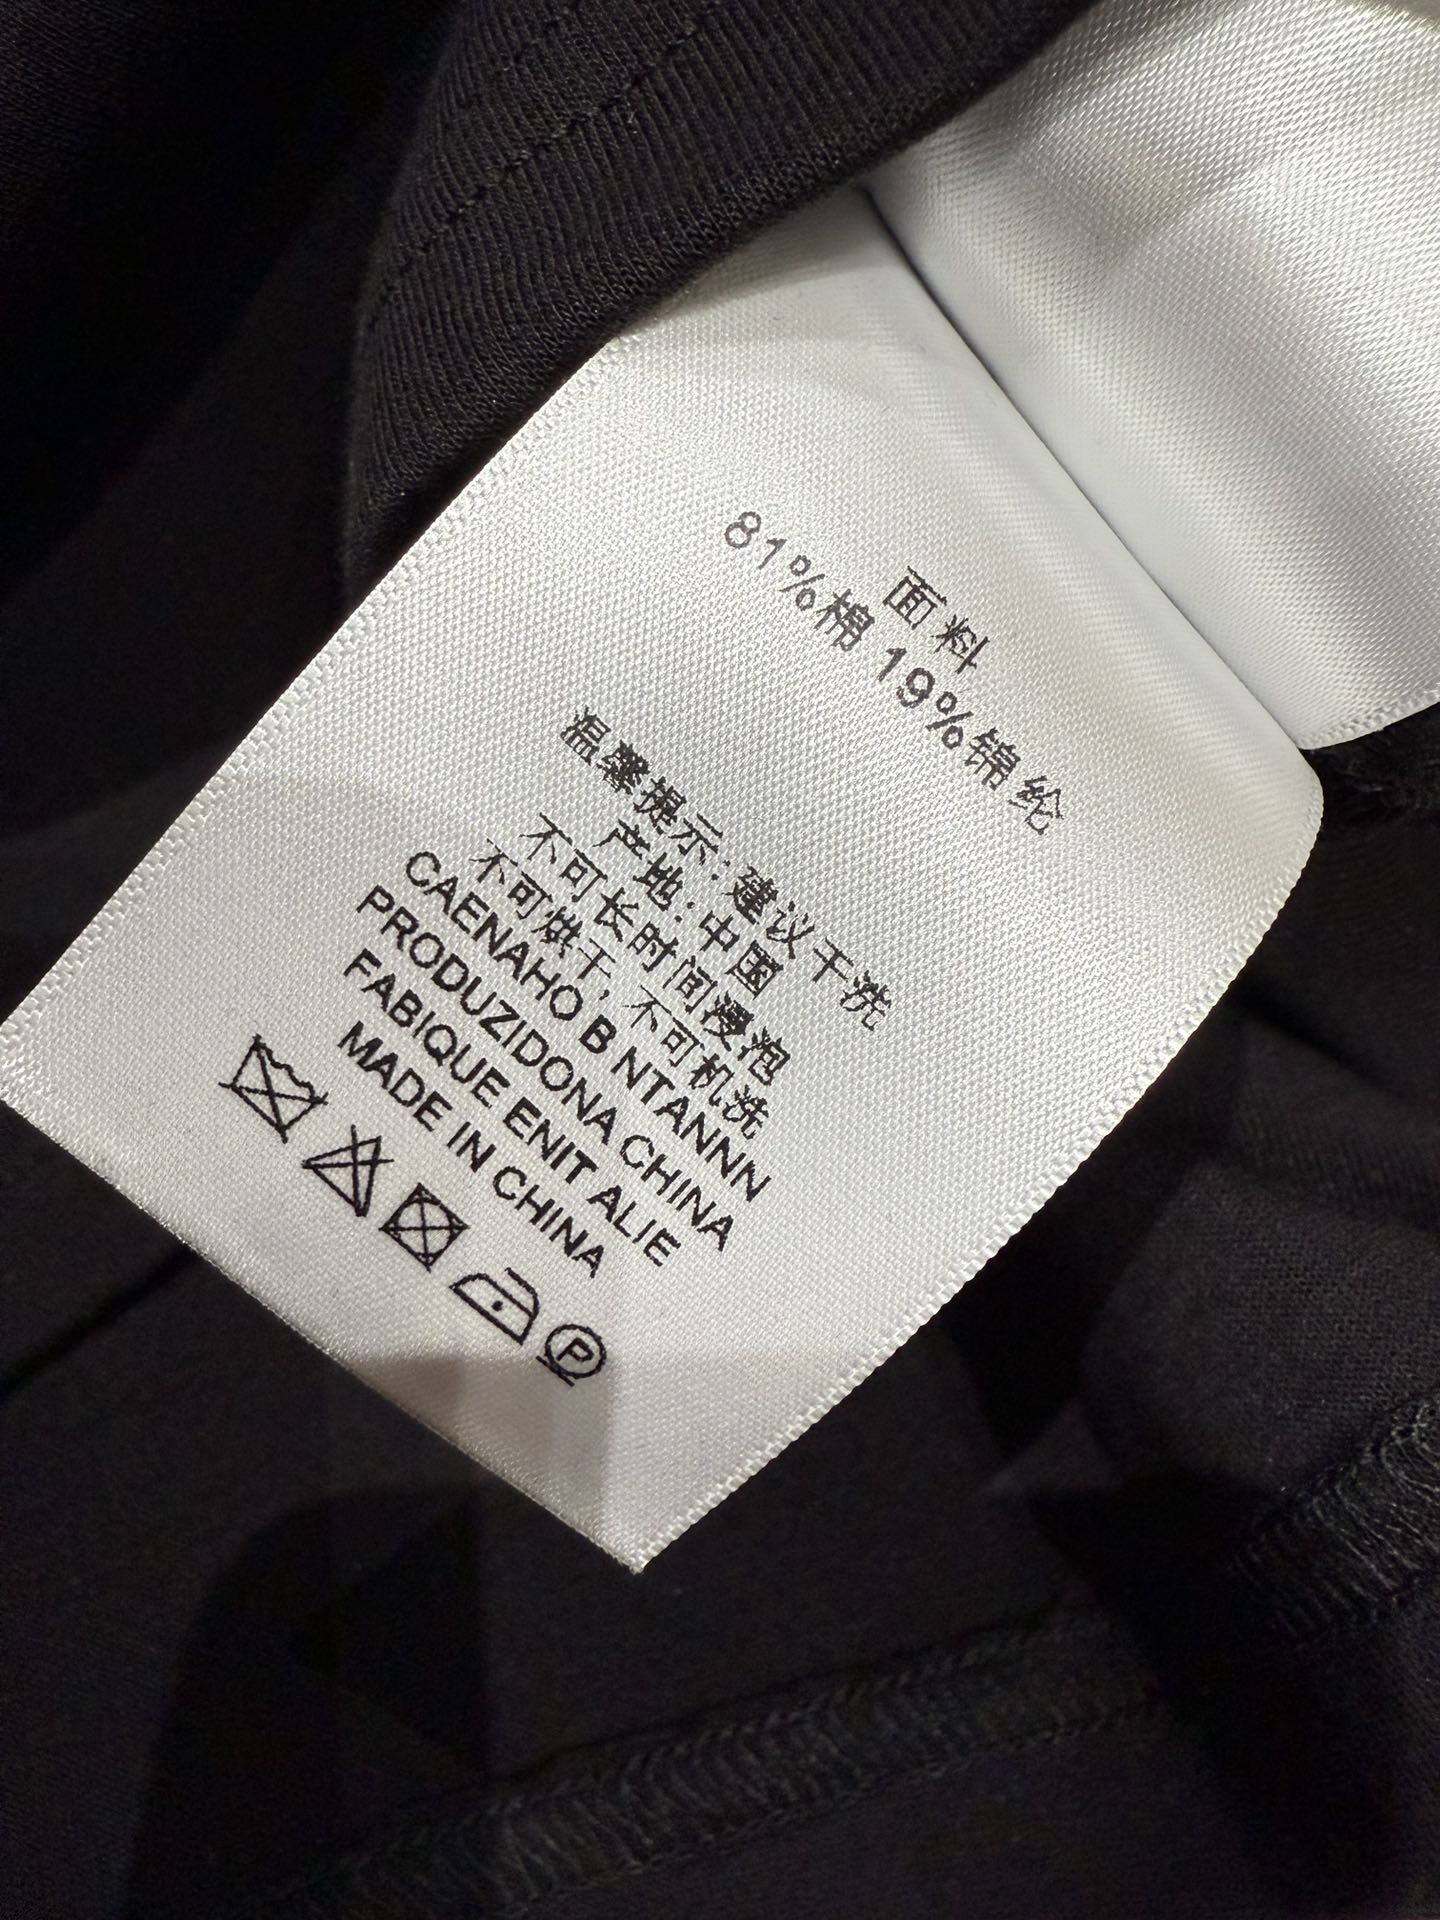 面料
81%棉 19%锦纶
温馨提示:建议干洗
产地:中国
不可长时间浸泡
不可烘干,不可机洗
CAENAHO B NTANNN
PRODUZIDONA CHINA
FABIQUE ENIT ALIE
MADE IN CHINA
P